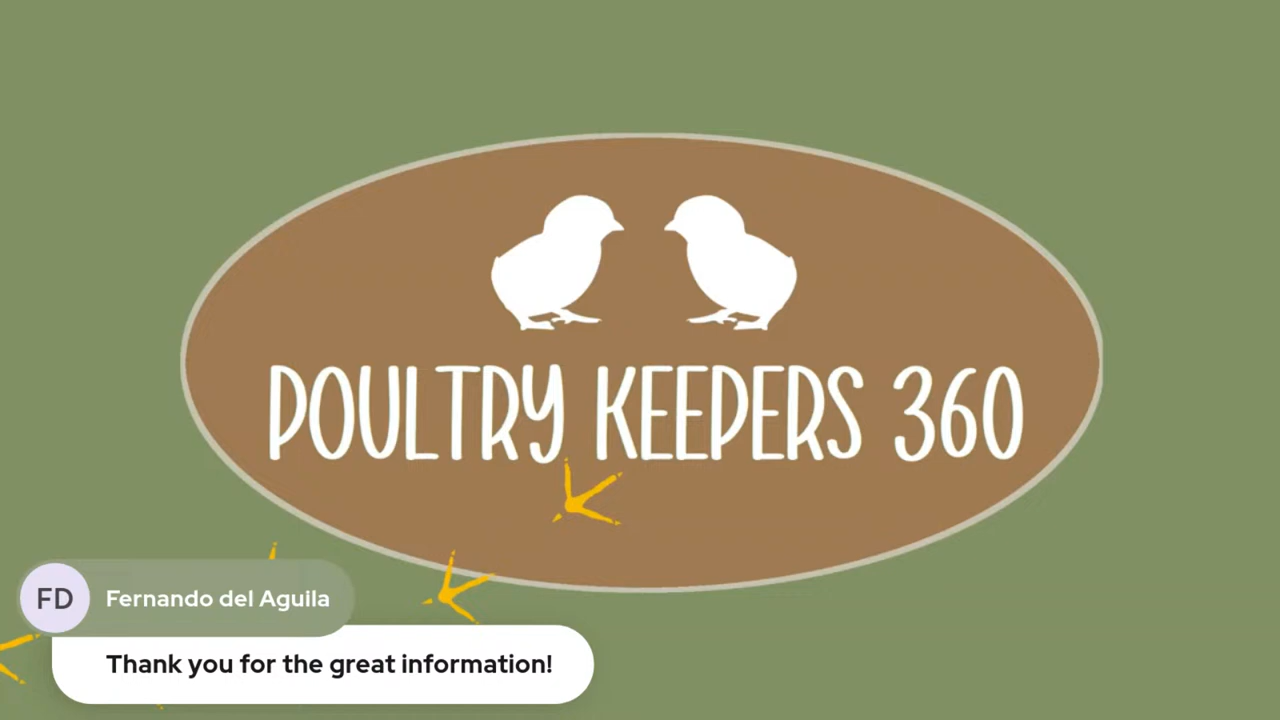 POULTRY KEEPERS 360
FD
Fernando del Aguila
Thank you for the great information!